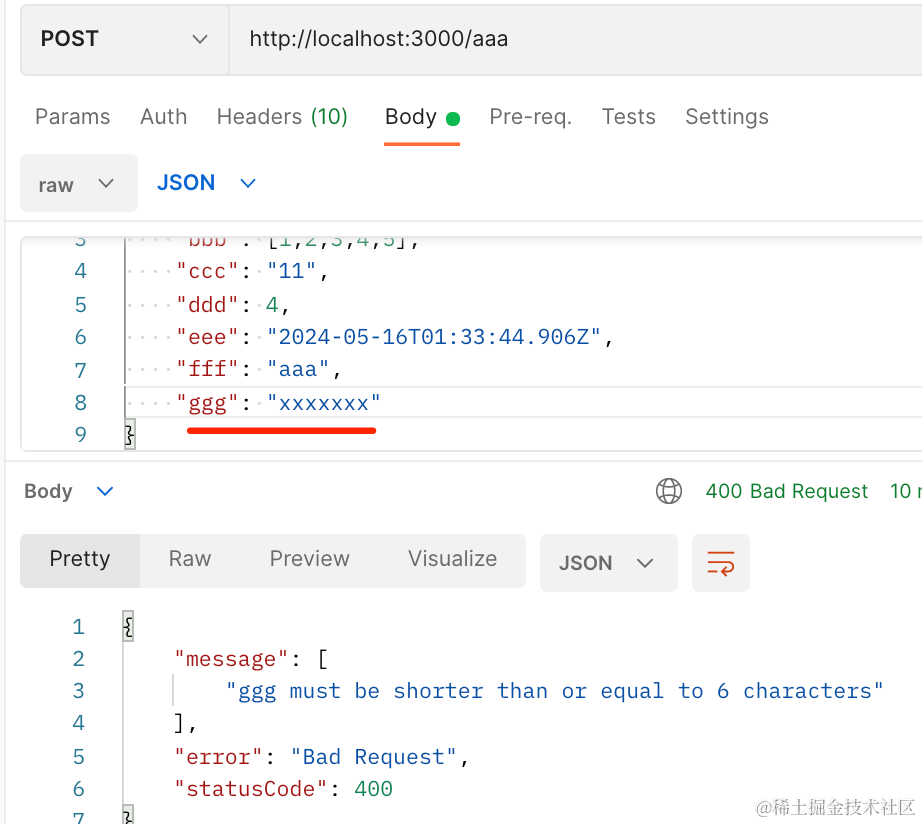 POST http://localhost:3000/aaa
Params Auth Headers (10) Body Pre-req. Tests Settings
raw JSON
3 "bbb": [1,2,3,4,5],
4 "ccc": "11",
5 "ddd": 4,
6 "eee": "2024-05-16T01:33:44.906Z",
7 "fff": "aaa",
8 "ggg": "xxxxxxx"
9 }
Body 400 Bad Request 10
Pretty Raw Preview Visualize JSON
1 {
2 "message": [
3 "ggg must be shorter than or equal to 6 characters"
4 ],
5 "error": "Bad Request",
6 "statusCode": 400
7 }
@稀土掘金技术社区